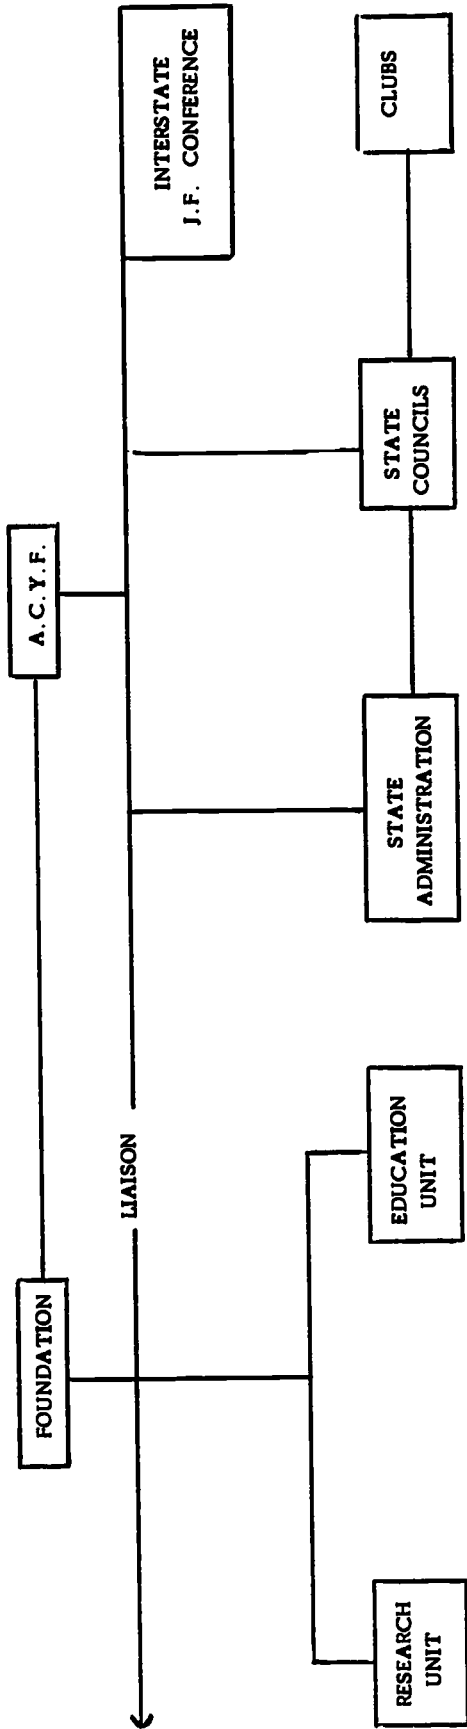 FOUNDATION
A.C.Y.F.
LIAISON
INTERSTATE
J.F. CONFERENCE
RESEARCH
UNIT
EDUCATION
UNIT
STATE
ADMINISTRATION
STATE
COUNCILS
CLUBS